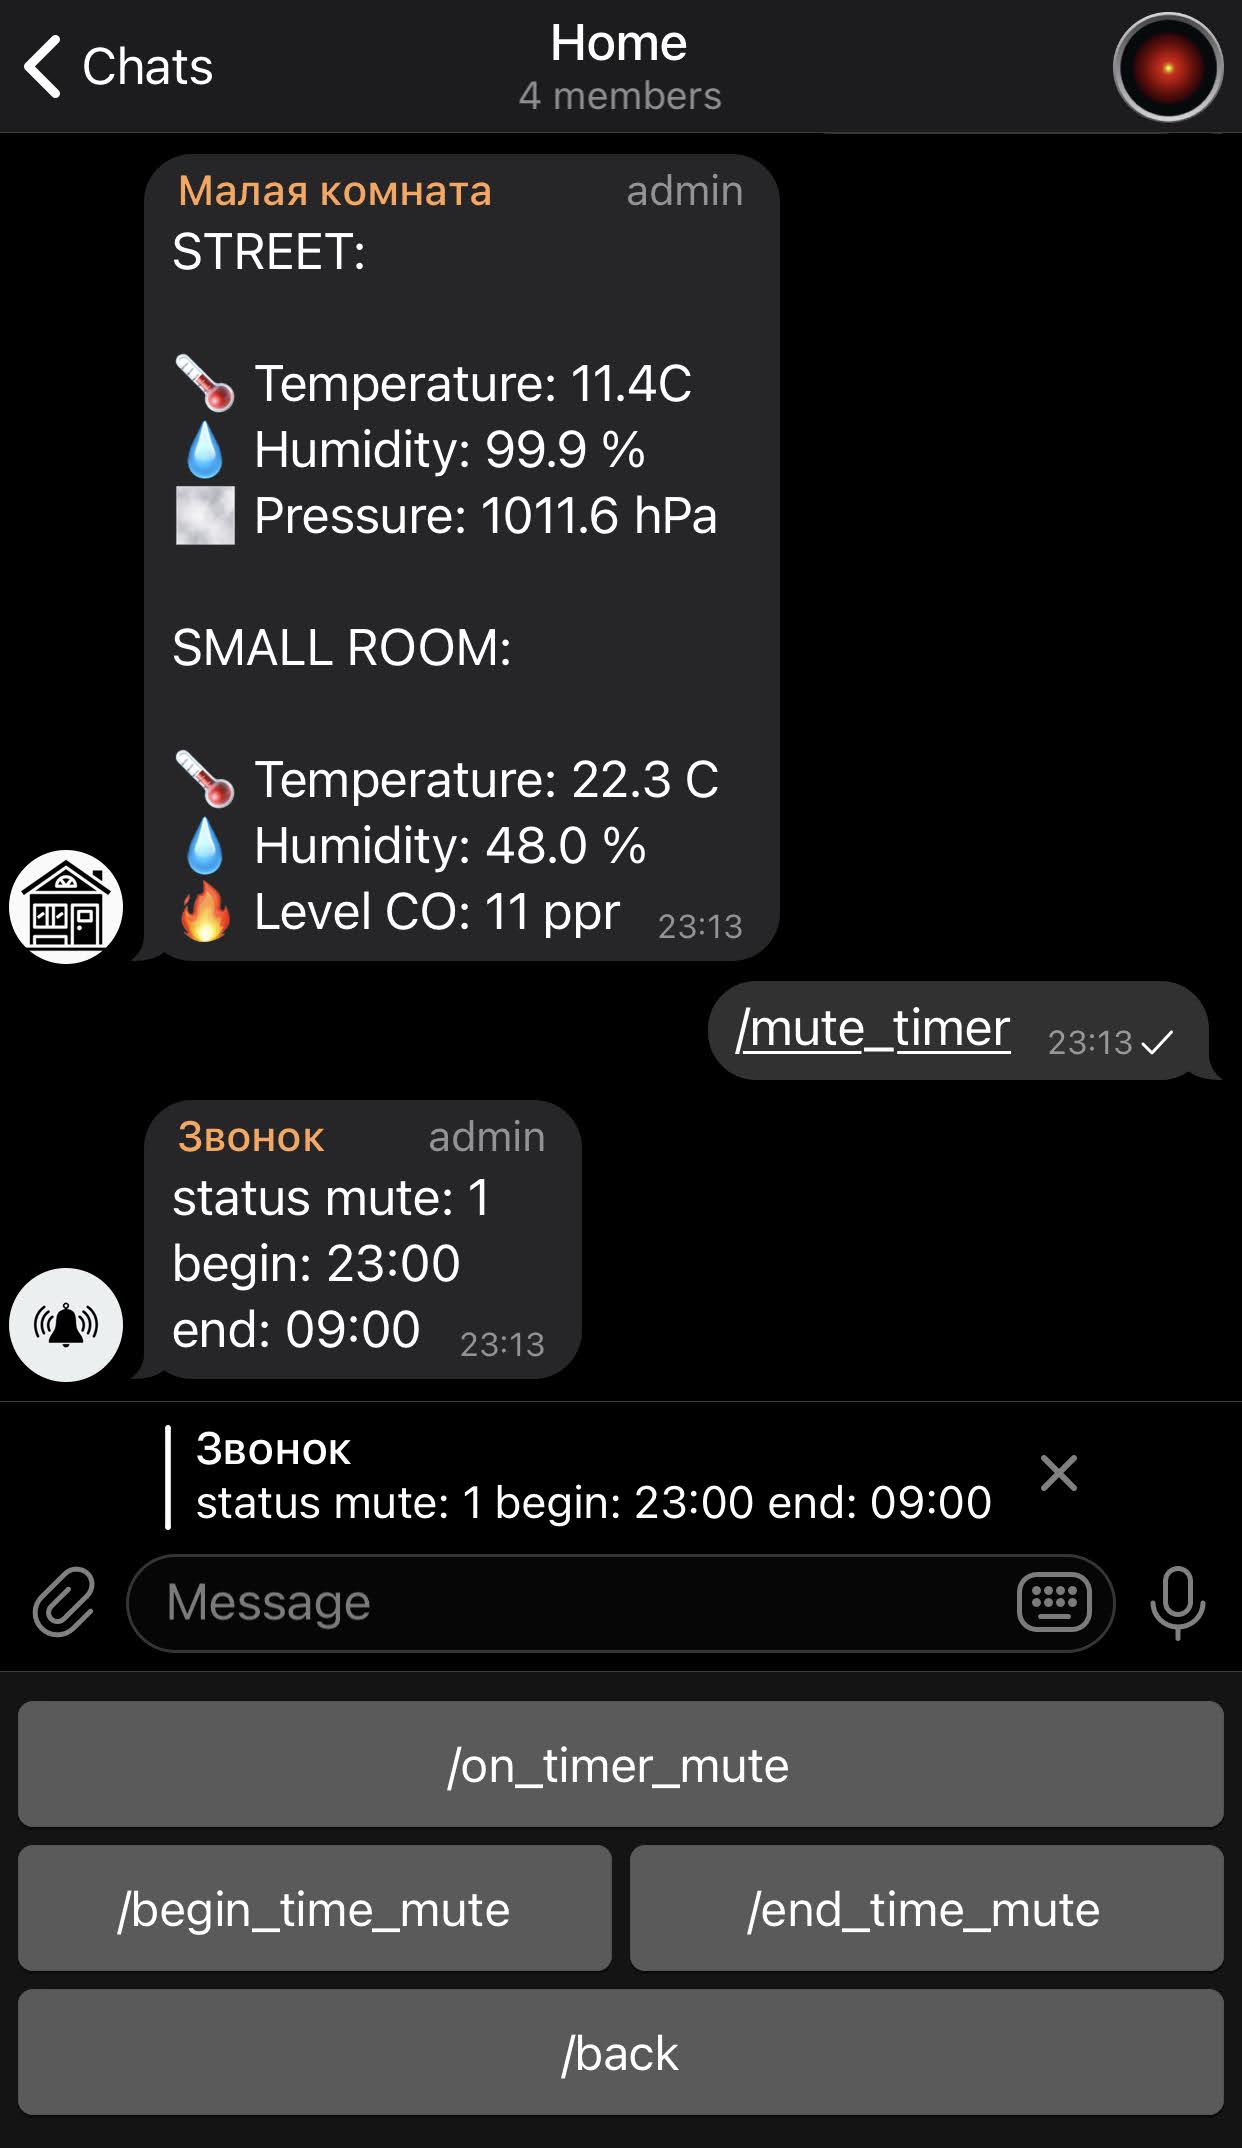 Chats
Home
4 members
Малая комната admin
STREET:
🌡 Temperature: 11.4C
💧 Humidity: 99.9 %
🌫 Pressure: 1011.6 hPa
SMALL ROOM:
🌡 Temperature: 22.3 C
💧 Humidity: 48.0 %
🔥 Level CO: 11 ppr 23:13
/mute_timer 23:13
Звонок admin
status mute: 1
begin: 23:00
end: 09:00 23:13
Звонок
status mute: 1 begin: 23:00 end: 09:00
Message
/on_timer_mute
/begin_time_mute /end_time_mute
/back